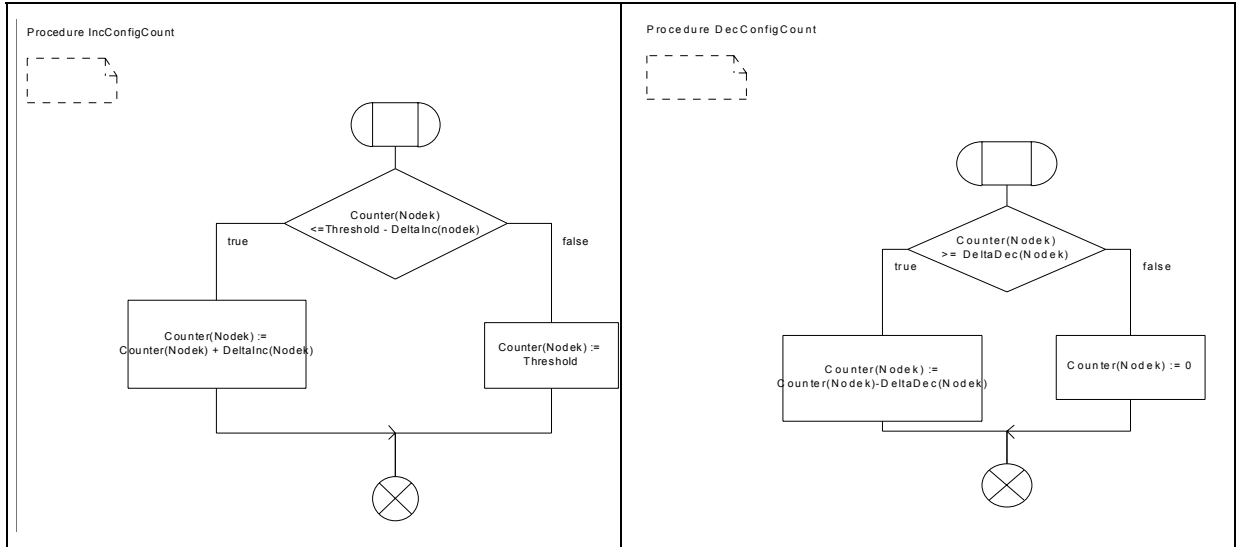 Procedure IncConfigCount
Counter(Nodek)
<=Threshold - DeltaInc(nodek)
true
false
Counter(Nodek) :=
Counter(Nodek) + DeltaInc(Nodek)
Counter(Nodek) :=
Threshold
Procedure DecConfigCount
Counter(Nodek)
>= DeltaDec(Nodek)
true
false
Counter(Nodek) :=
Counter(Nodek)-DeltaDec(Nodek)
Counter(Nodek) := 0